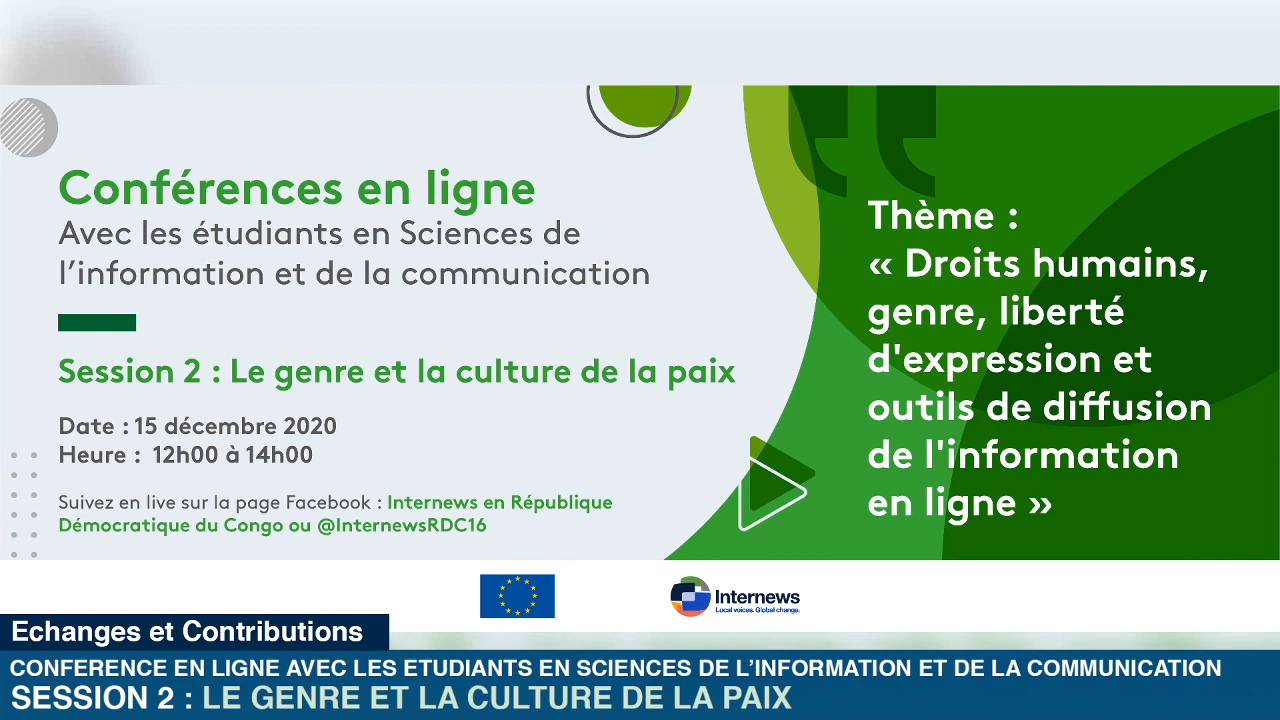 Conférences en ligne
Avec les étudiants en Sciences de
l’information et de la communication
Session 2 : Le genre et la culture de la paix
Date : 15 décembre 2020
Heure : 12h00 à 14h00
Suivez en live sur la page Facebook : Internews en République
Démocratique du Congo ou @InternewsRDC16
Thème :
« Droits humains,
genre, liberté
d'expression et
outils de diffusion
de l'information
en ligne »
Internews
Local voices. Global change.
Echanges et Contributions
CONFERENCE EN LIGNE AVEC LES ETUDIANTS EN SCIENCES DE L’INFORMATION ET DE LA COMMUNICATION
SESSION 2 : LE GENRE ET LA CULTURE DE LA PAIX